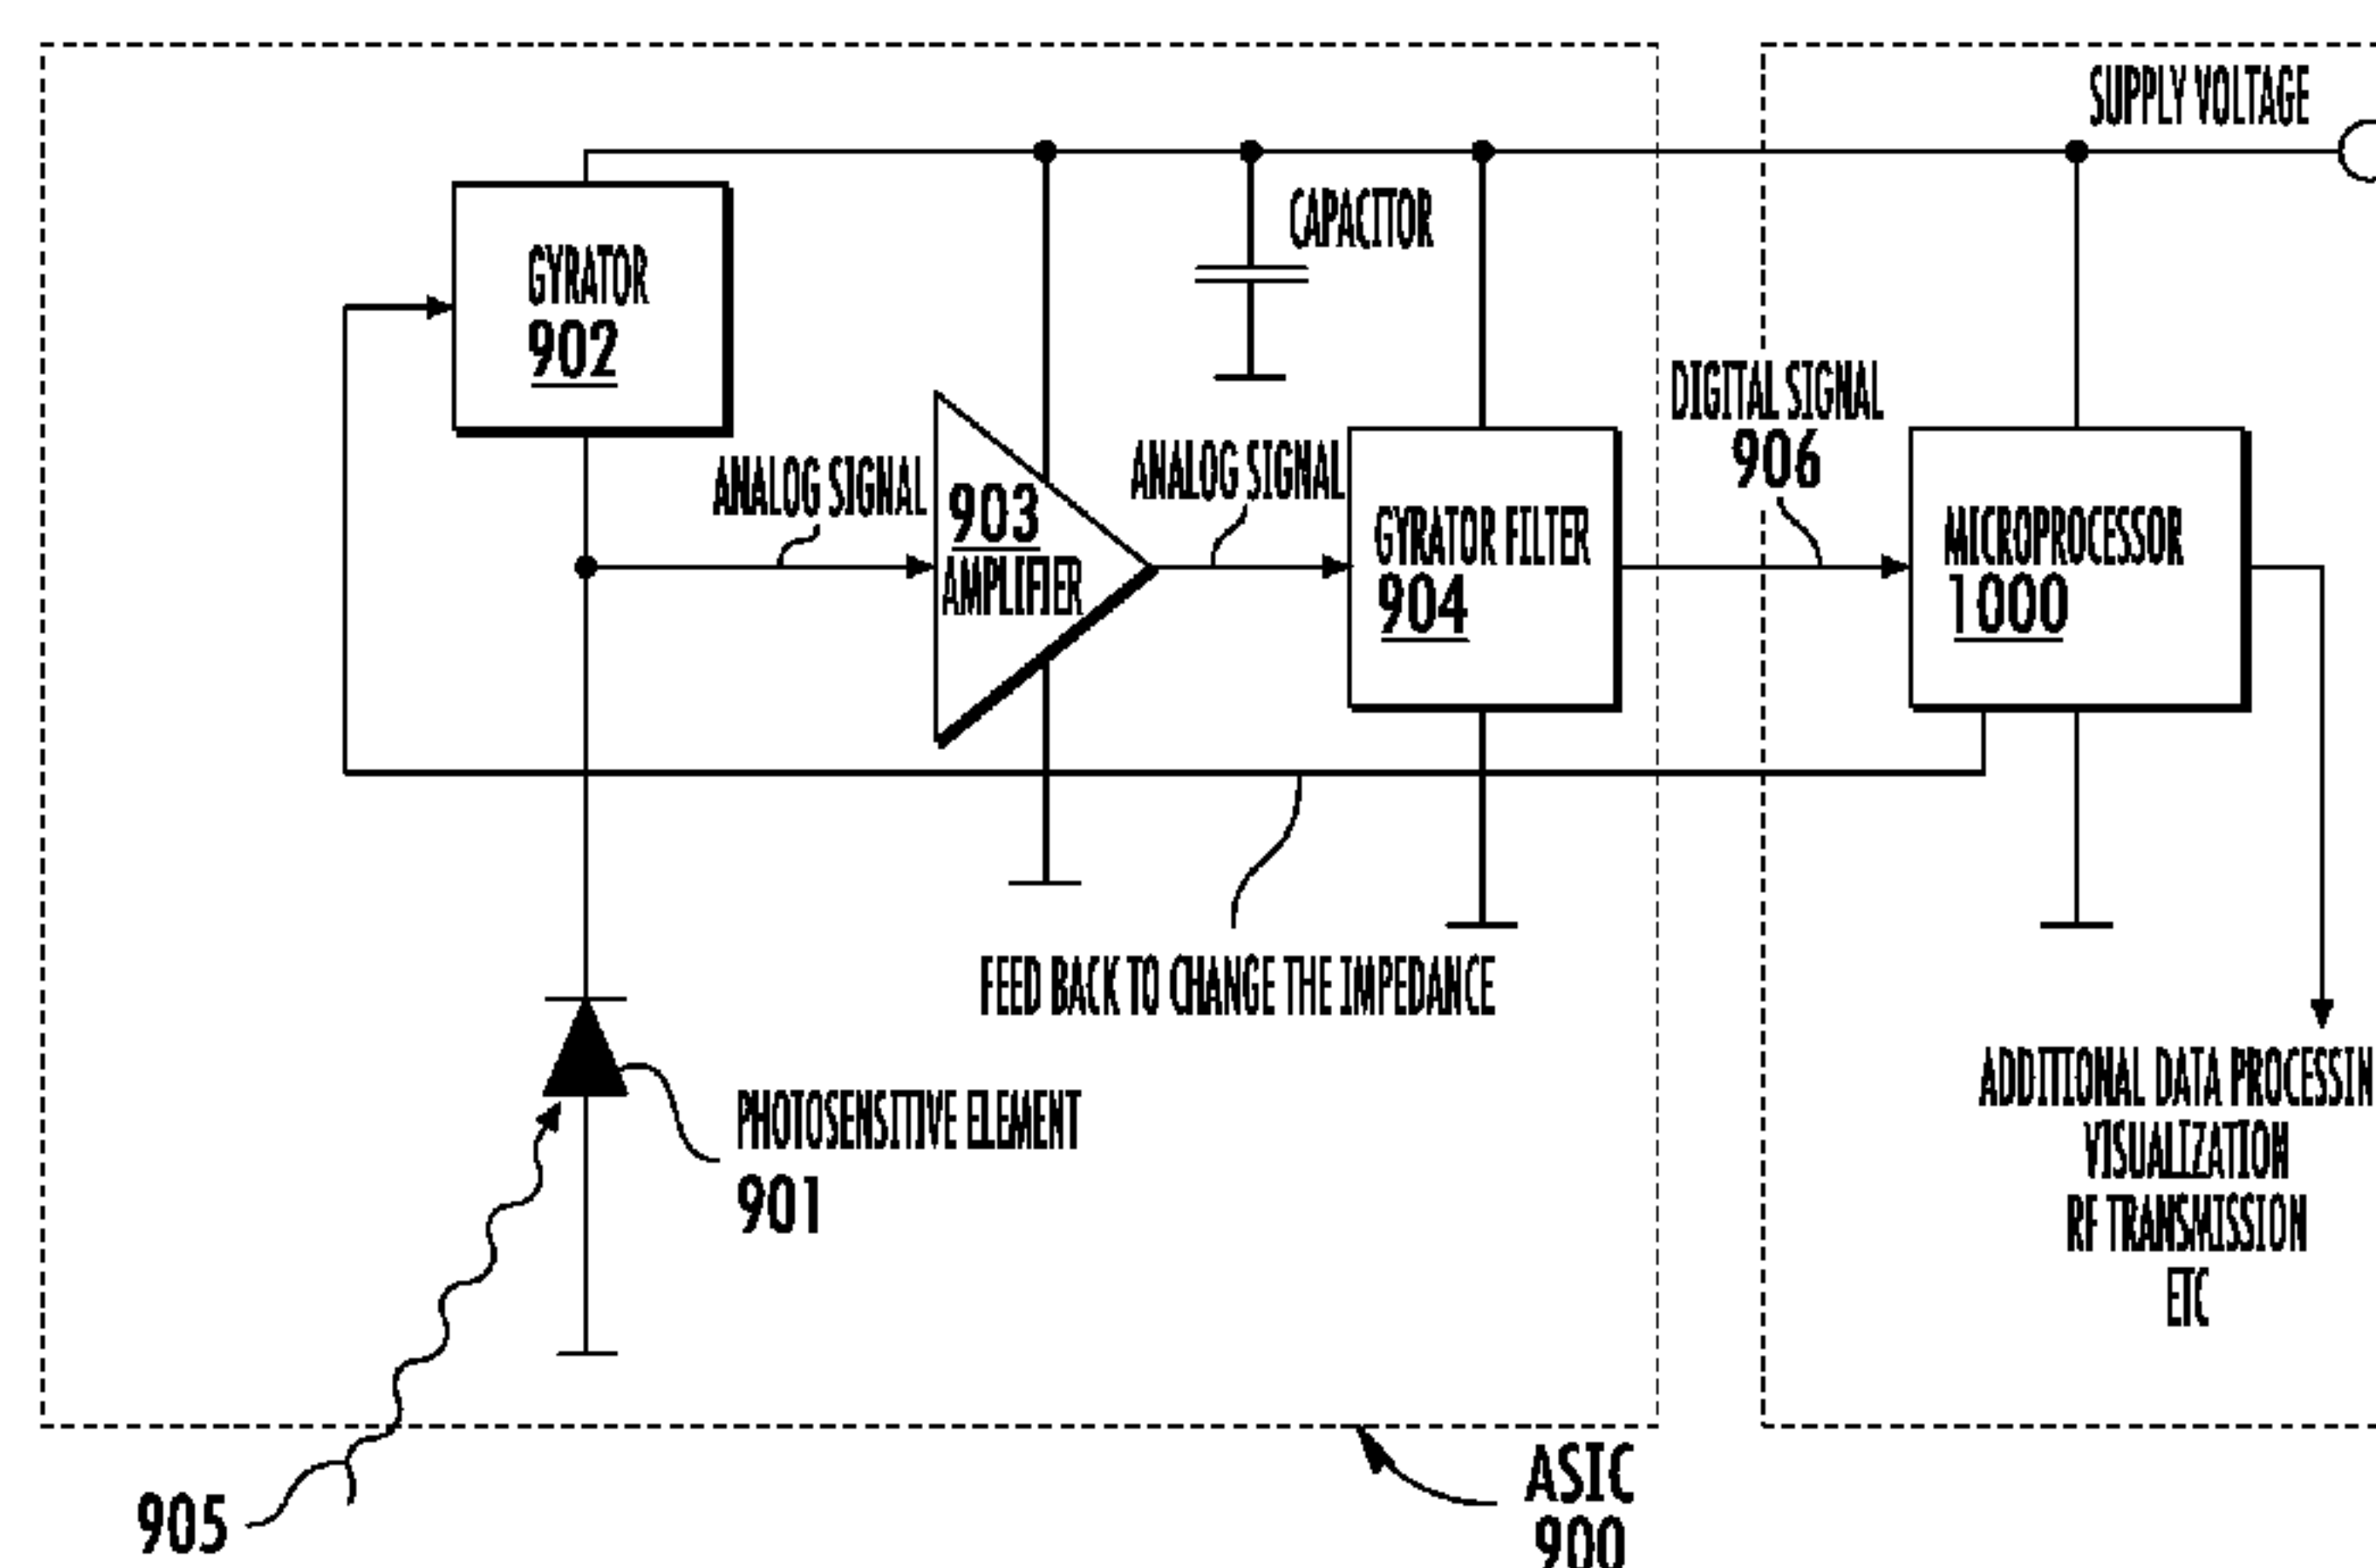 SUPPLY VOLTAGE
CAPACITOR
GYRATOR
902
DIGITAL SIGNAL
906
ANALOG SIGNAL
ANALOG SIGNAL
903
AMPLIFIER
GYRATOR FILTER
904
MICROPROCESSOR
1000
FEED BACK TO CHANGE THE IMPEDANCE
PHOTOSENSITIVE ELEMENT
901
ADDITIONAL DATA PROCESSIN
VISUALIZATION
RF TRANSMISSION
ETC
905
ASIC
900